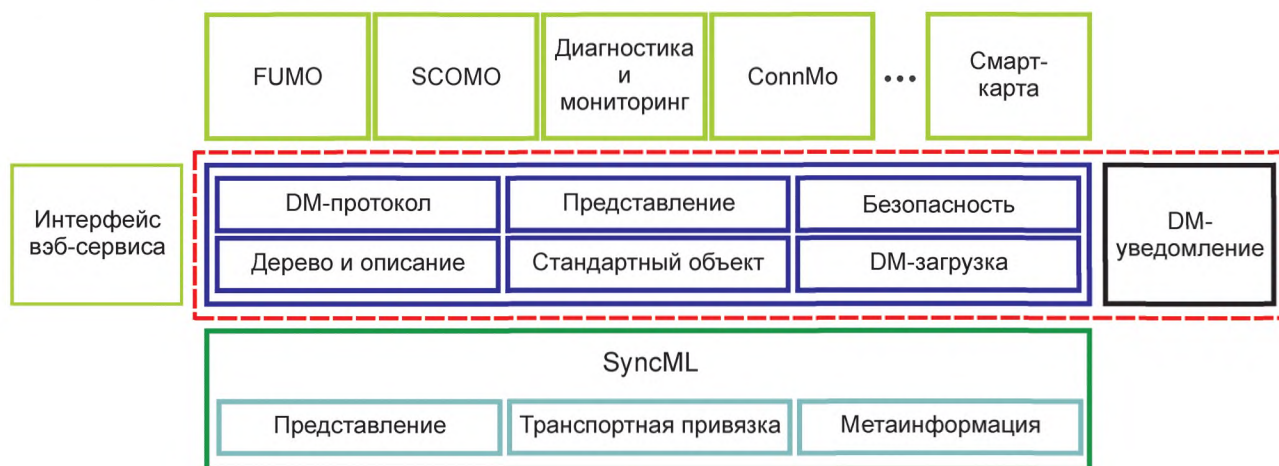 FUMO
SCOMO
Диагностика
и
мониторинг
ConnMo
...
Смарт-
карта
Интерфейс
вэб-сервиса
DM-протокол
Представление
Безопасность
Дерево и описание
Стандартный объект
DM-загрузка
DM-
уведомление
SyncML
Представление
Транспортная привязка
Метаинформация